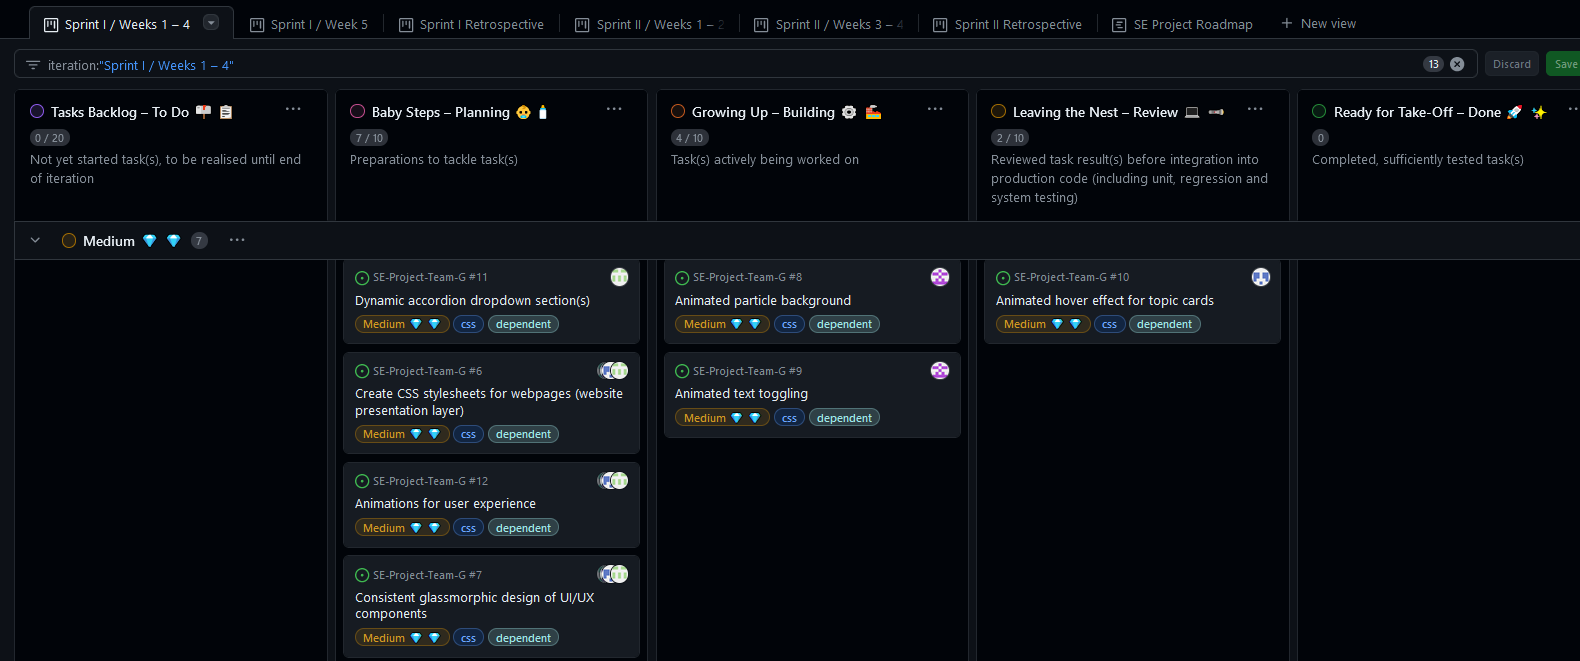 Sprint I / Weeks 1 – 4
Sprint I / Week 5
Sprint I Retrospective
Sprint II / Weeks 1 – 2
Sprint II / Weeks 3 – 4
Sprint II Retrospective
SE Project Roadmap
New view
iteration:"Sprint I / Weeks 1 – 4"
13
Discard
Save
Tasks Backlog – To Do
0 / 20
Not yet started task(s), to be realised until end
of iteration
Baby Steps – Planning
7 / 10
Preparations to tackle task(s)
Growing Up – Building
4 / 10
Task(s) actively being worked on
Leaving the Nest – Review
2 / 10
Reviewed task result(s) before integration into
production code (including unit, regression and
system testing)
Ready for Take-Off – Done
0
Completed, sufficiently tested task(s)
Medium 7
SE-Project-Team-G #11
Dynamic accordion dropdown section(s)
Medium css dependent
SE-Project-Team-G #6
Create CSS stylesheets for webpages (website
presentation layer)
Medium css dependent
SE-Project-Team-G #12
Animations for user experience
Medium css dependent
SE-Project-Team-G #7
Consistent glassmorphic design of UI/UX
components
Medium css dependent
SE-Project-Team-G #8
Animated particle background
Medium css dependent
SE-Project-Team-G #9
Animated text toggling
Medium css dependent
SE-Project-Team-G #10
Animated hover effect for topic cards
Medium css dependent